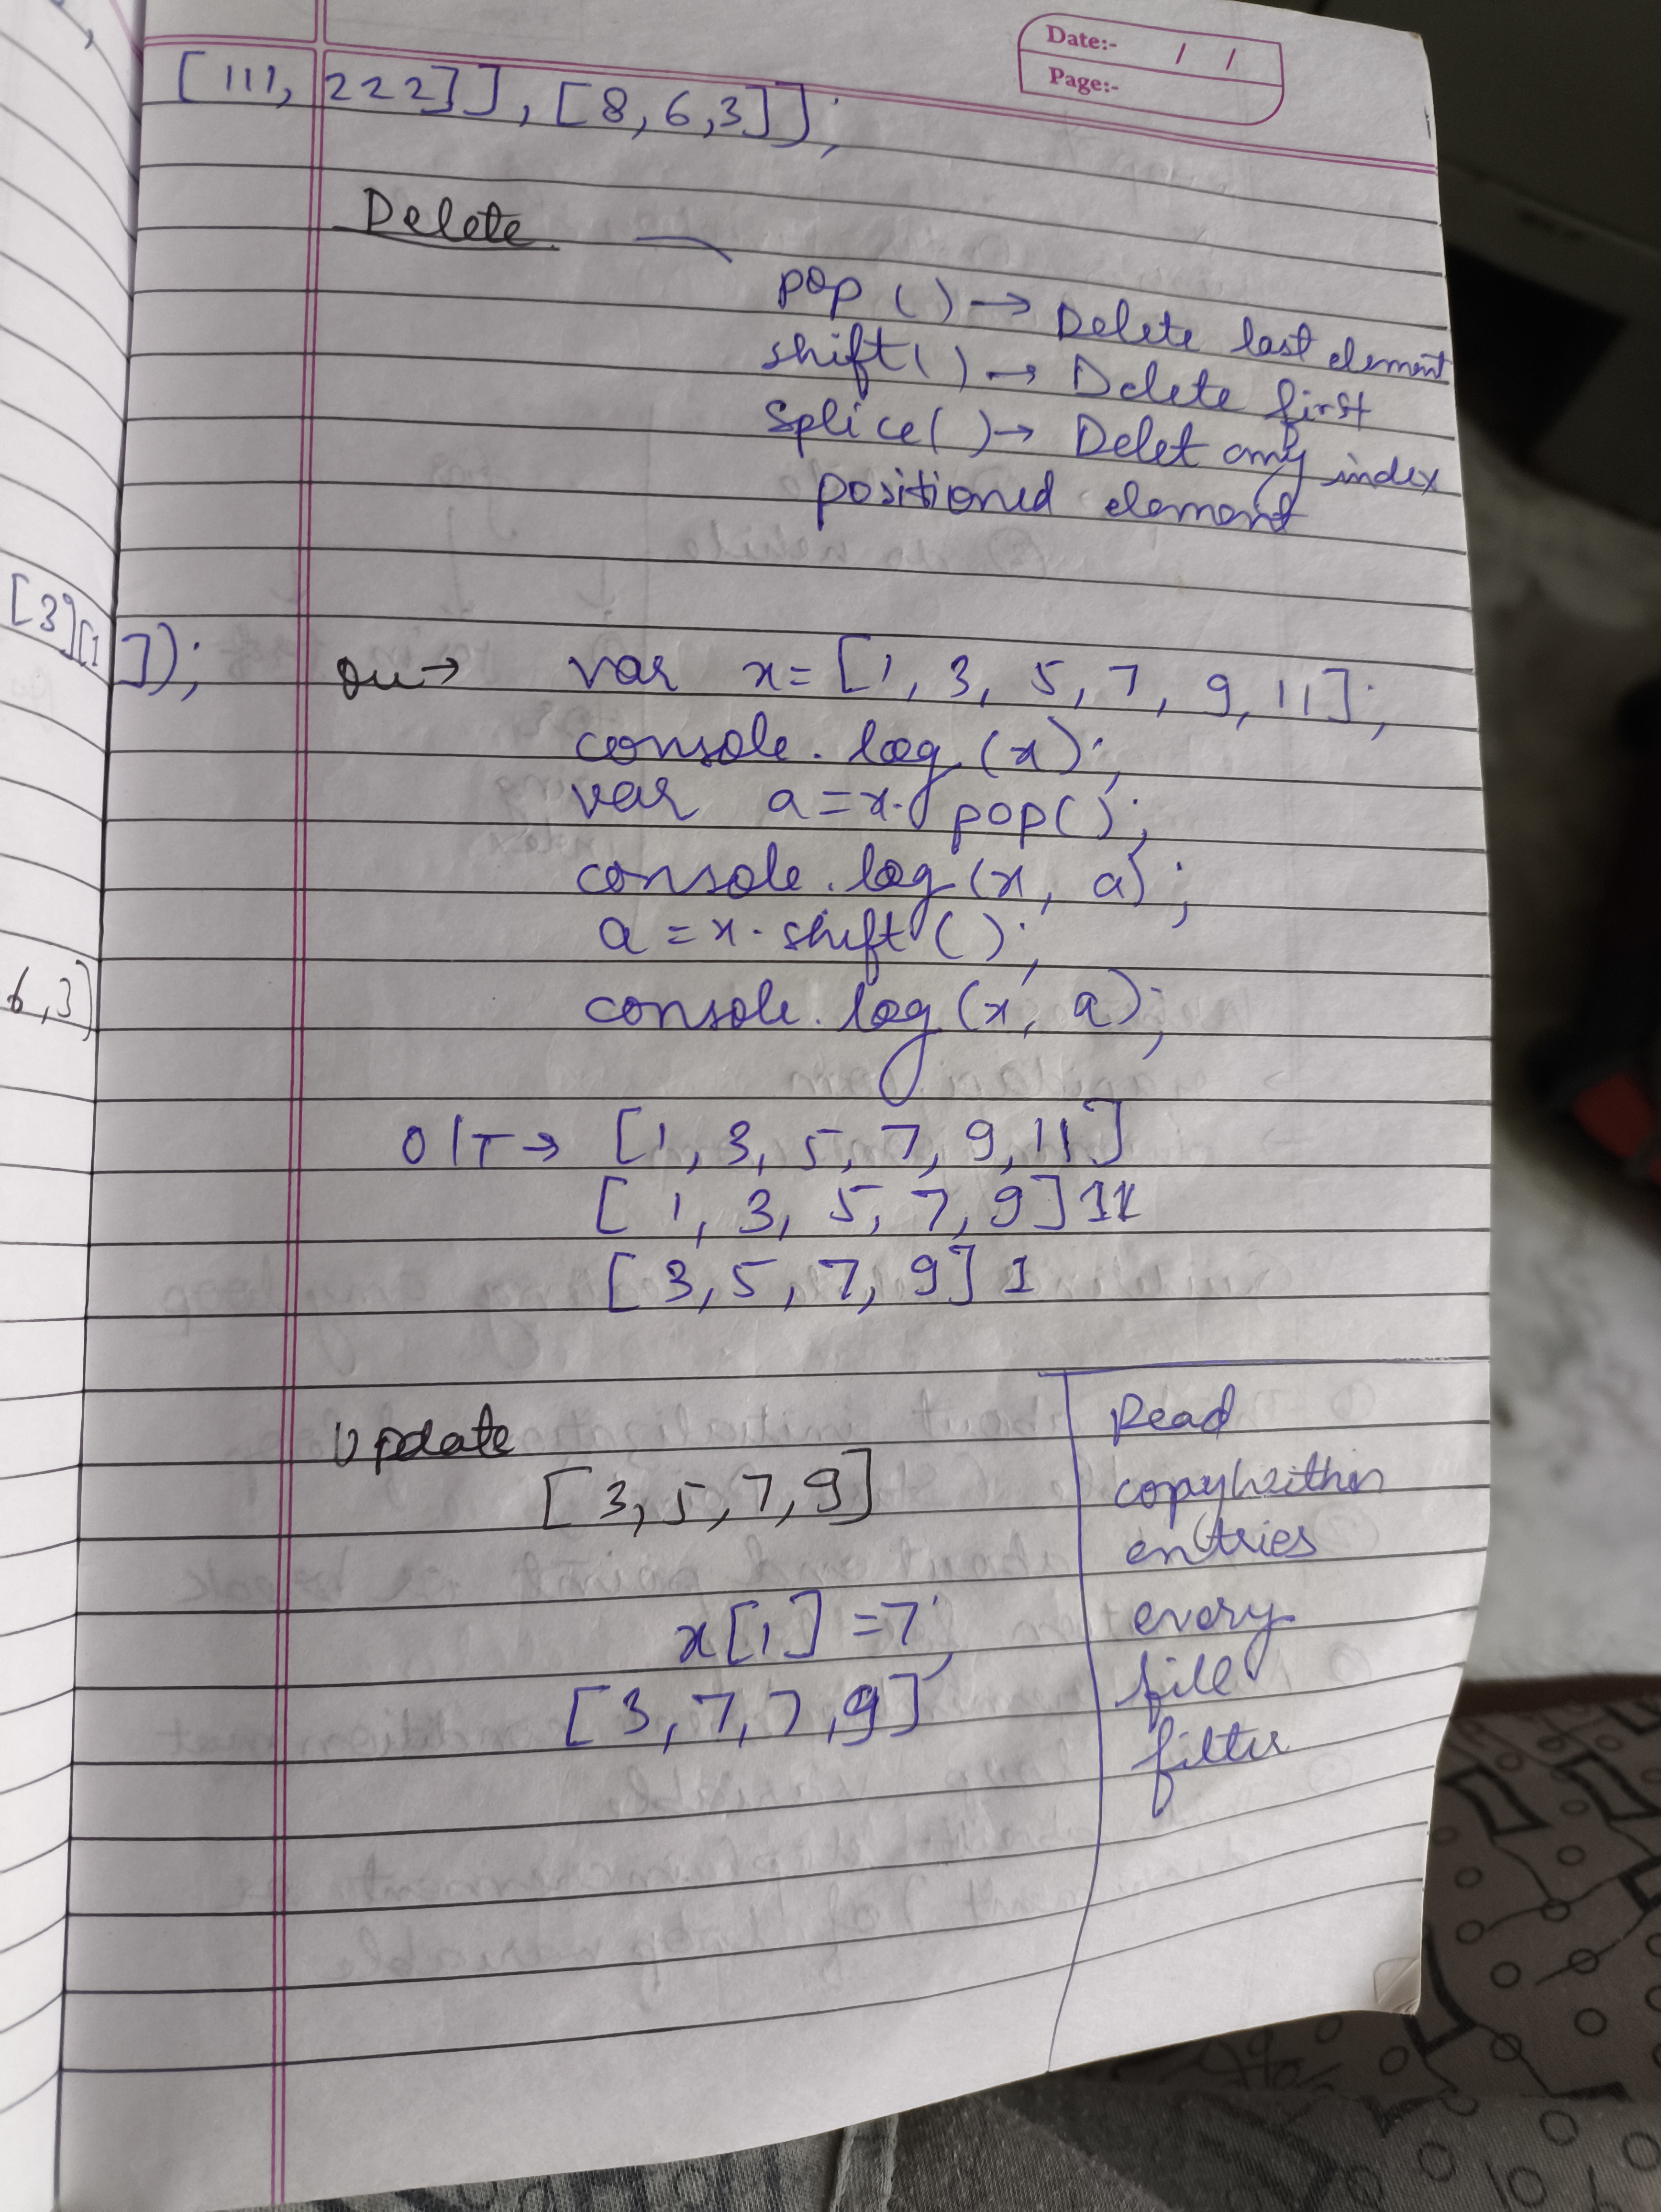 Date:- / /
Page:-
[111, 222]], [8, 6, 3]];
Delete
pop () → Delete last element
shift() → Delete first
Splice() → Delet any index
positioned element
[3][1]);
var x = [1, 3, 5, 7, 9, 11];
console.log (x);
var a = x. pop();
console.log (x, a);
a = x. shift ();
6,3]
console.log (x, a);
O/T → [1, 3, 5, 7, 9, 11]
[1, 3, 5, 7, 9] 11
[3, 5, 7, 9] 1
Update
[3, 5, 7, 9]
x[1] = 7;
[3, 7, 7, 9]
Read
copywithin
entries
every
fill
filter